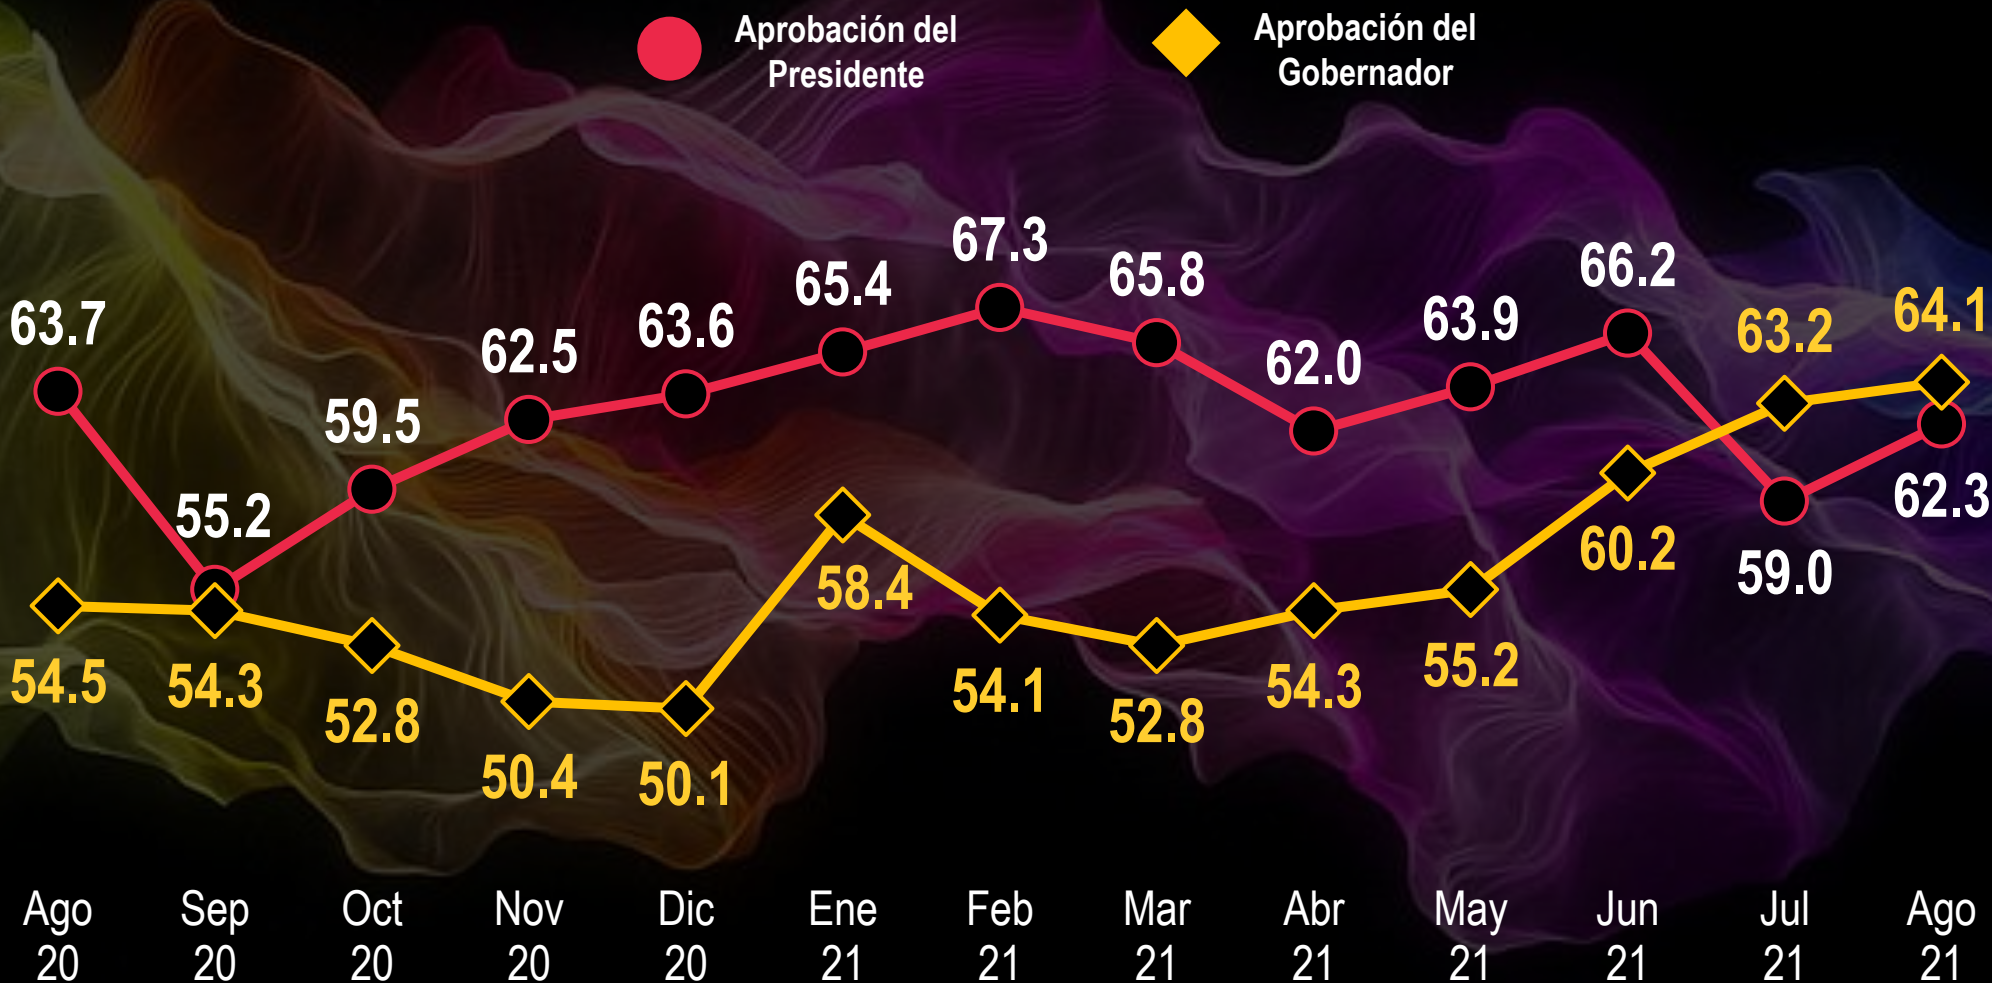 Aprobación del
Presidente
Aprobación del
Gobernador
63.7
55.2
59.5
62.5
63.6
65.4
67.3
65.8
62.0
63.9
66.2
59.0
62.3
54.5
54.3
52.8
50.4
50.1
58.4
54.1
52.8
54.3
55.2
60.2
63.2
64.1
Ago
20
Sep
20
Oct
20
Nov
20
Dic
20
Ene
21
Feb
21
Mar
21
Abr
21
May
21
Jun
21
Jul
21
Ago
21